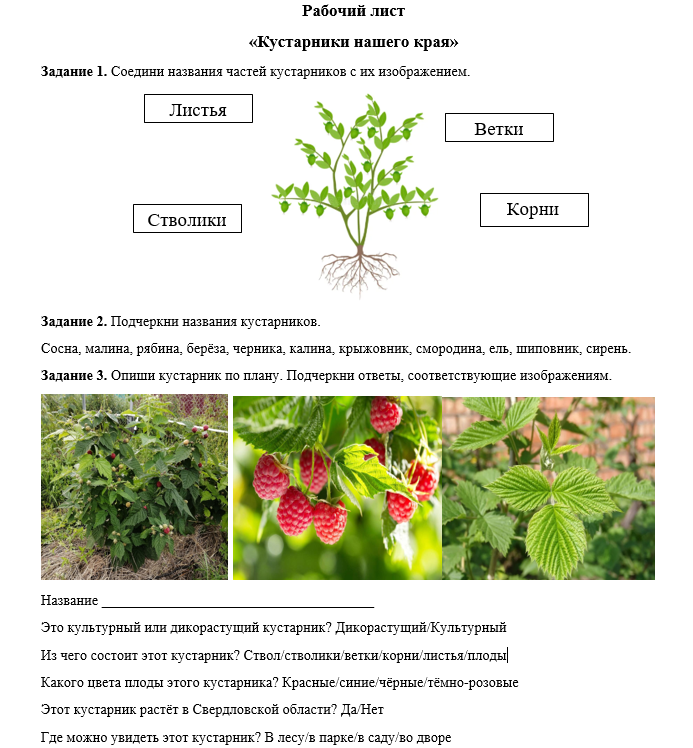 Рабочий лист
«Кустарники нашего края»
Задание 1. Соедини названия частей кустарников с их изображением.
Листья
Ветки
Стволики
Корни
Задание 2. Подчеркни названия кустарников.
Сосна, малина, рябина, берёза, черника, калина, крыжовник, смородина, ель, шиповник, сирень.
Задание 3. Опиши кустарник по плану. Подчеркни ответы, соответствующие изображениям.
Название _______________________________________
Это культурный или дикорастущий кустарник? Дикорастущий/Культурный
Из чего состоит этот кустарник? Ствол/стволики/ветки/корни/листья/плоды
Какого цвета плоды этого кустарника? Красные/синие/чёрные/тёмно-розовые
Этот кустарник растёт в Свердловской области? Да/Нет
Где можно увидеть этот кустарник? В лесу/в парке/в саду/во дворе